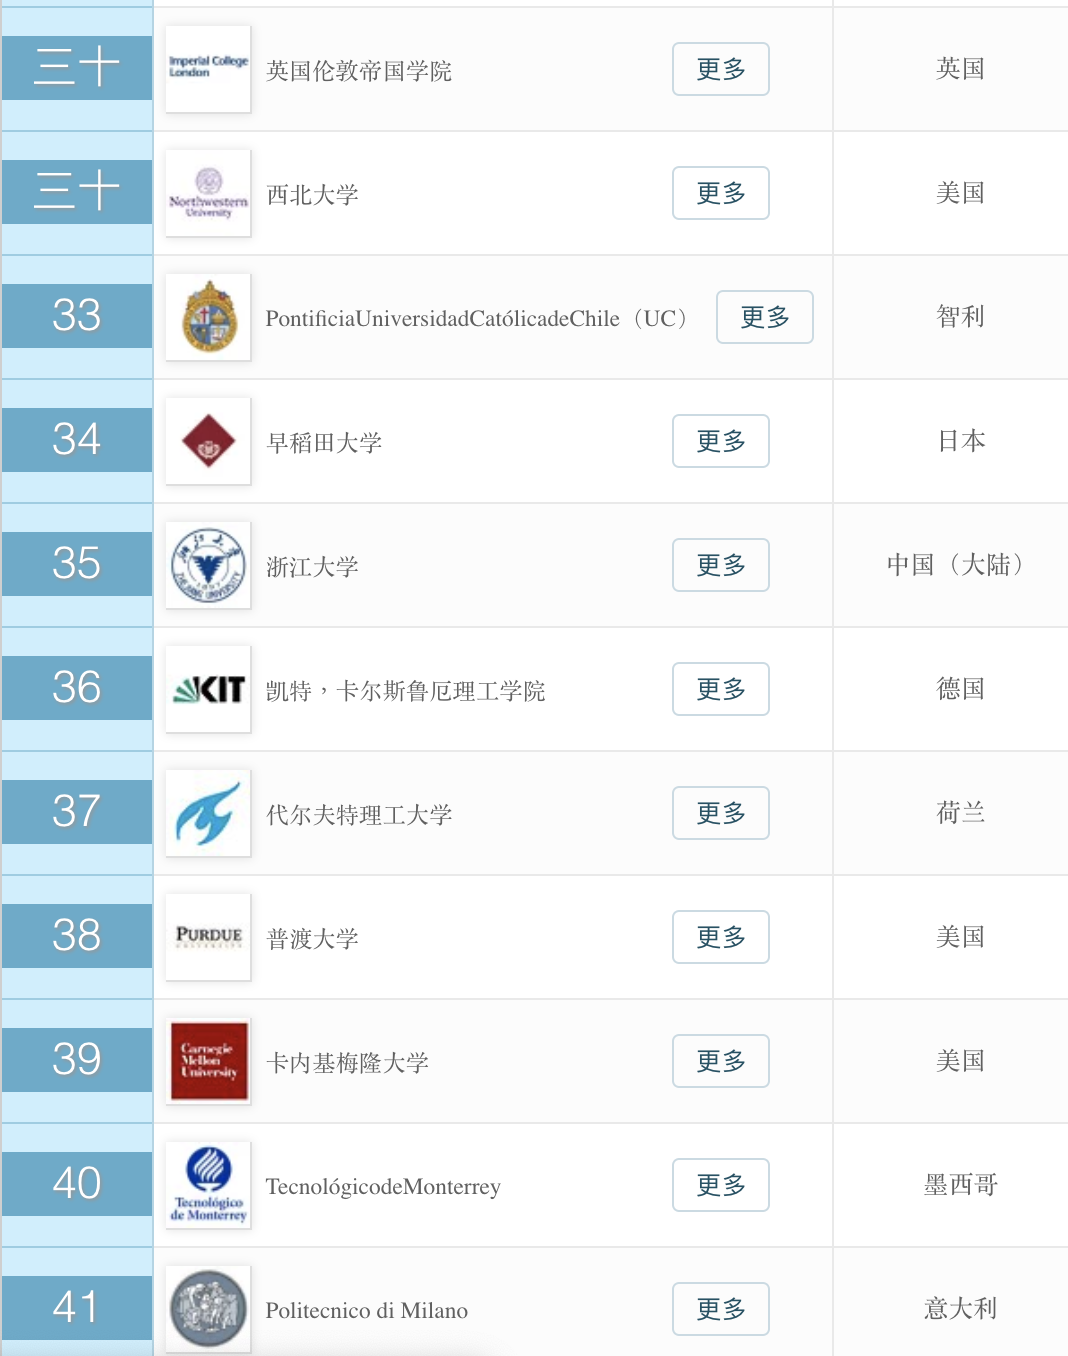 三十
Imperial College
London
英国伦敦帝国学院
更多
英国
三十
Northwestern
University
西北大学
更多
美国
33
PontificiaUniversidadCatólicadeChile（UC）
更多
智利
34
早稻田大学
更多
日本
35
浙江大学
更多
中国（大陆）
36
KIT
凯特，卡尔斯鲁厄理工学院
更多
德国
37
代尔夫特理工大学
更多
荷兰
38
PURDUE
UNIVERSITY
普渡大学
更多
美国
39
Carnegie
Mellon
University
卡内基梅隆大学
更多
美国
40
Tecnológico
de Monterrey
TecnológicodeMonterrey
更多
墨西哥
41
Politecnico di Milano
更多
意大利